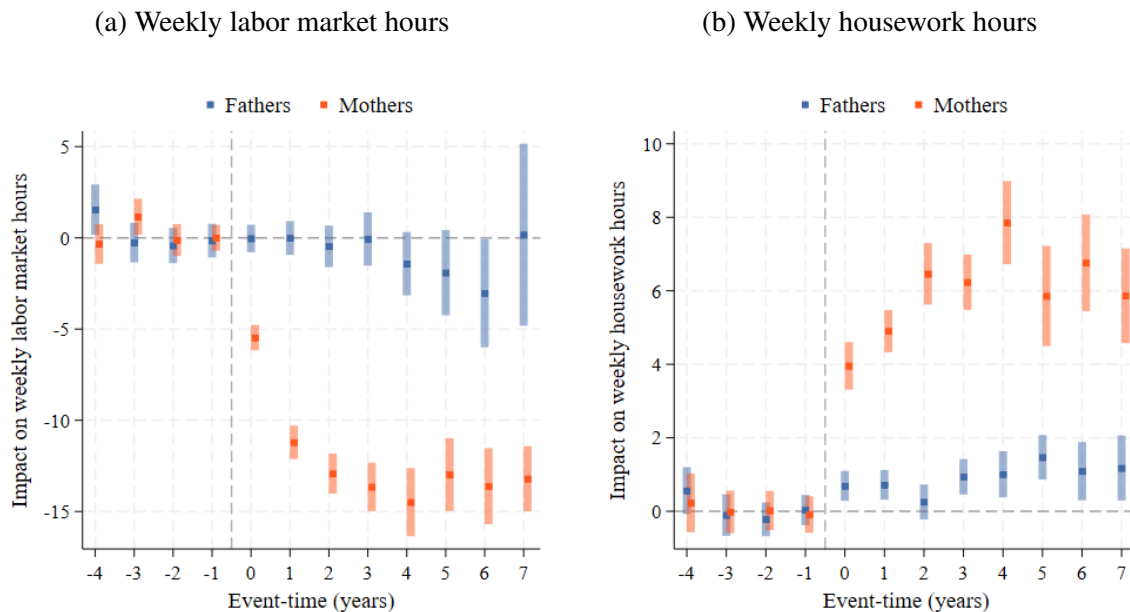 (a) Weekly labor market hours
Fathers Mothers
Impact on weekly labor market hours
5
0
-5
-10
-15
-4 -3 -2 -1 0 1 2 3 4 5 6 7
Event-time (years)
(b) Weekly housework hours
Fathers Mothers
Impact on weekly housework hours
10
8
6
4
2
0
-4 -3 -2 -1 0 1 2 3 4 5 6 7
Event-time (years)